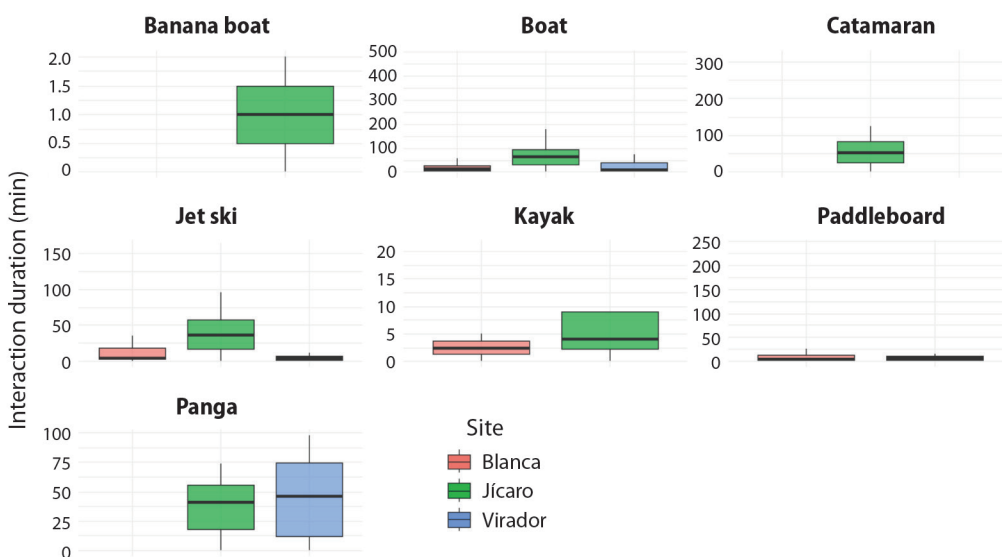 Banana boat
Boat
Catamaran
2.0
1.5
1.0
0.5
0
500
400
300
200
100
0
300
200
100
0
Interaction duration (min)
Jet ski
Kayak
Paddleboard
150
100
50
0
20
15
10
5
0
250
200
150
100
50
0
Panga
100
75
50
25
0
Site
Blanca
Jícaro
Virador